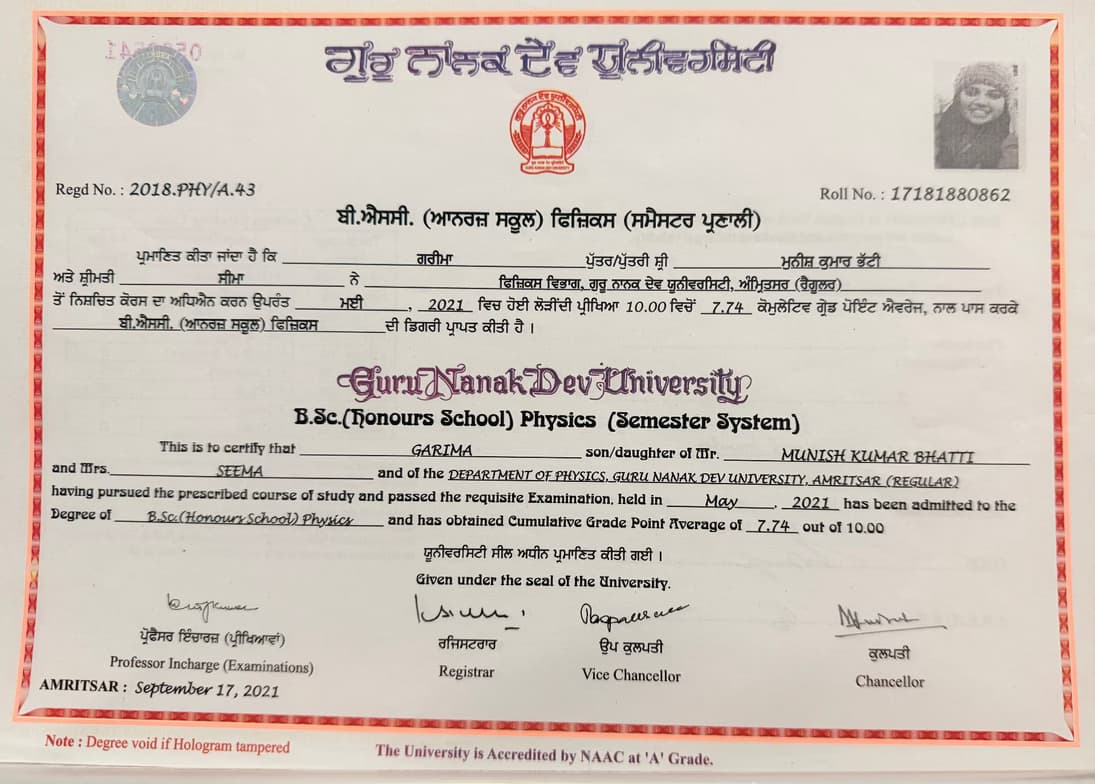 0580541
ਗੁਰੂ ਨਾਨਕ ਦੇਵ ਯੂਨੀਵਰਸਿਟੀ
Regd No. : 2018.PHY/A.43
Roll No. : 17181880862
ਬੀ.ਐਸਸੀ. (ਆਨਰਜ਼ ਸਕੂਲ) ਫਿਜ਼ਿਕਸ (ਸਮੈਸਟਰ ਪ੍ਰਣਾਲੀ)
ਪ੍ਰਮਾਣਿਤ ਕੀਤਾ ਜਾਂਦਾ ਹੈ ਕਿ ਗਰੀਮਾ ਪੁੱਤਰ/ਪੁੱਤਰੀ ਸ੍ਰੀ ਮੁਨੀਸ਼ ਕੁਮਾਰ ਭੱਟੀ
ਅਤੇ ਸ਼੍ਰੀਮਤੀ ਸੀਮਾ ਨੇ ਫਿਜ਼ਿਕਸ ਵਿਭਾਗ, ਗੁਰੂ ਨਾਨਕ ਦੇਵ ਯੂਨੀਵਰਸਿਟੀ, ਅੰਮ੍ਰਿਤਸਰ (ਰੈਗੂਲਰ)
ਤੋਂ ਨਿਸ਼ਚਿਤ ਕੋਰਸ ਦਾ ਅਧਿਐਨ ਕਰਨ ਉਪਰੰਤ ਮਈ , 2021 ਵਿਚ ਹੋਈ ਲੋੜੀਂਦੀ ਪ੍ਰੀਖਿਆ 10.00 ਵਿਚੋਂ 7.74 ਕੋਮੁਲੇਟਿਵ ਗ੍ਰੇਡ ਪੋਇੰਟ ਐਵਰੇਜ, ਨਾਲ ਪਾਸ ਕਰਕੇ
ਬੀ.ਐਸਸੀ. (ਆਨਰਜ਼ ਸਕੂਲ) ਫਿਜ਼ਿਕਸ ਦੀ ਡਿਗਰੀ ਪ੍ਰਾਪਤ ਕੀਤੀ ਹੈ ।
Guru Nanak Dev University
B.Sc.(Honours School) Physics (Semester System)
This is to certify that GARIMA son/daughter of Mr. MUNISH KUMAR BHATTI
and Mrs. SEEMA and of the DEPARTMENT OF PHYSICS, GURU NANAK DEV UNIVERSITY, AMRITSAR (REGULAR)
having pursued the prescribed course of study and passed the requisite Examination, held in May , 2021 has been admitted to the
Degree of B.Sc.(Honours School) Physics and has obtained Cumulative Grade Point Average of 7.74 out of 10.00
ਯੂਨੀਵਰਸਿਟੀ ਸੀਲ ਅਧੀਨ ਪ੍ਰਮਾਣਿਤ ਕੀਤੀ ਗਈ ।
Given under the seal of the University.
ਪ੍ਰੋਫੈਸਰ ਇੰਚਾਰਜ (ਪ੍ਰੀਖਿਆਵਾਂ) ਰਜਿਸਟਰਾਰ ਉਪ ਕੁਲਪਤੀ ਕੁਲਪਤੀ
Professor Incharge (Examinations) Registrar Vice Chancellor Chancellor
AMRITSAR : September 17, 2021
Note : Degree void if Hologram tampered
The University is Accredited by NAAC at 'A' Grade.